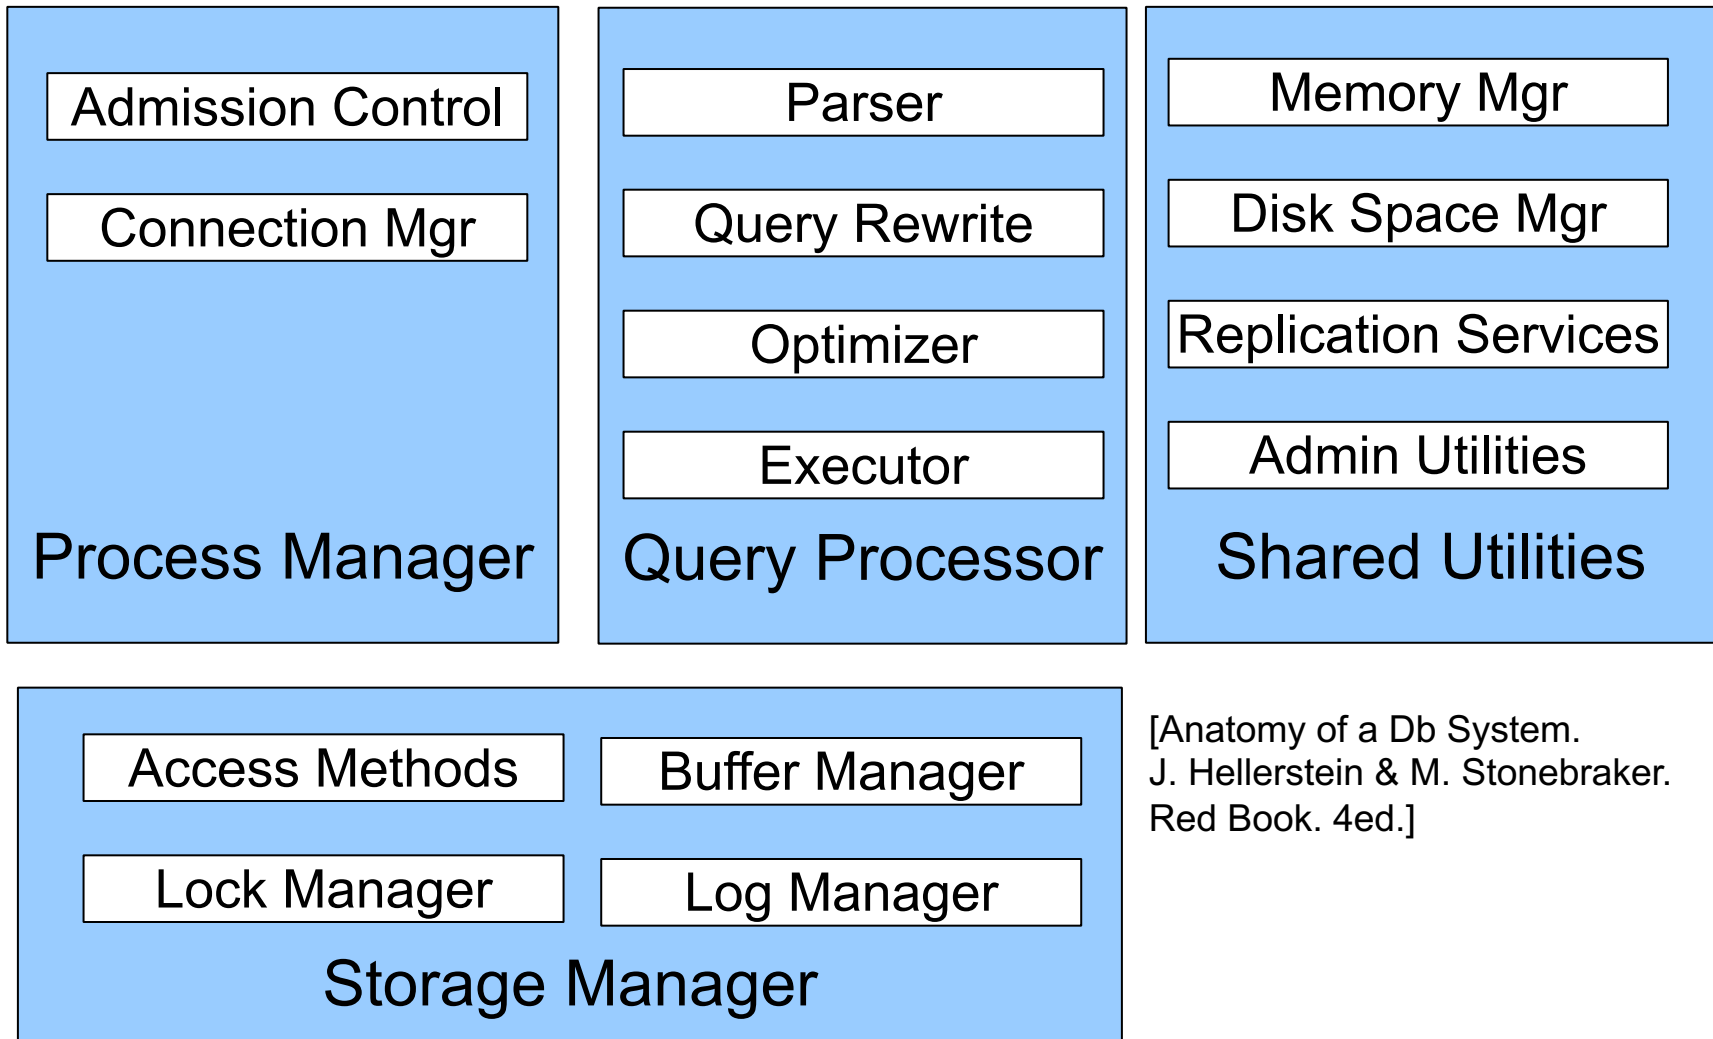 Admission Control
Connection Mgr
Process Manager
Parser
Query Rewrite
Optimizer
Executor
Query Processor
Memory Mgr
Disk Space Mgr
Replication Services
Admin Utilities
Shared Utilities
Access Methods
Buffer Manager
Lock Manager
Log Manager
Storage Manager
[Anatomy of a Db System.
J. Hellerstein & M. Stonebraker.
Red Book. 4ed.]